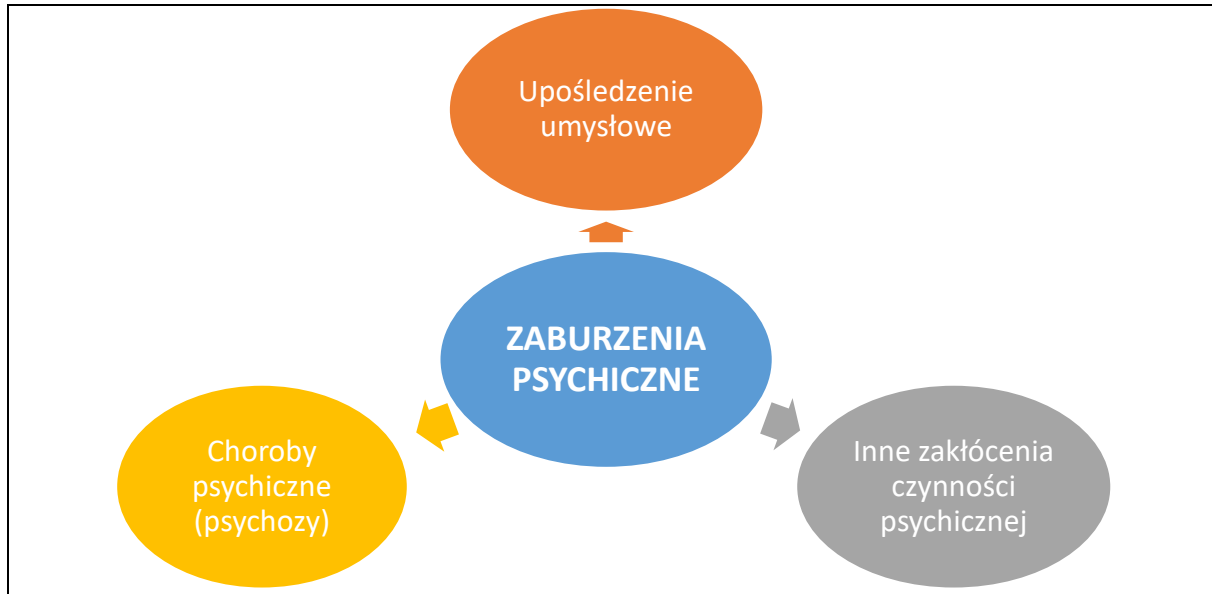 Upośledzenie
umysłowe
ZABURZENIA
PSYCHICZNE
Choroby
psychiczne
(psychozy)
Inne zakłócenia
czynności
psychicznej